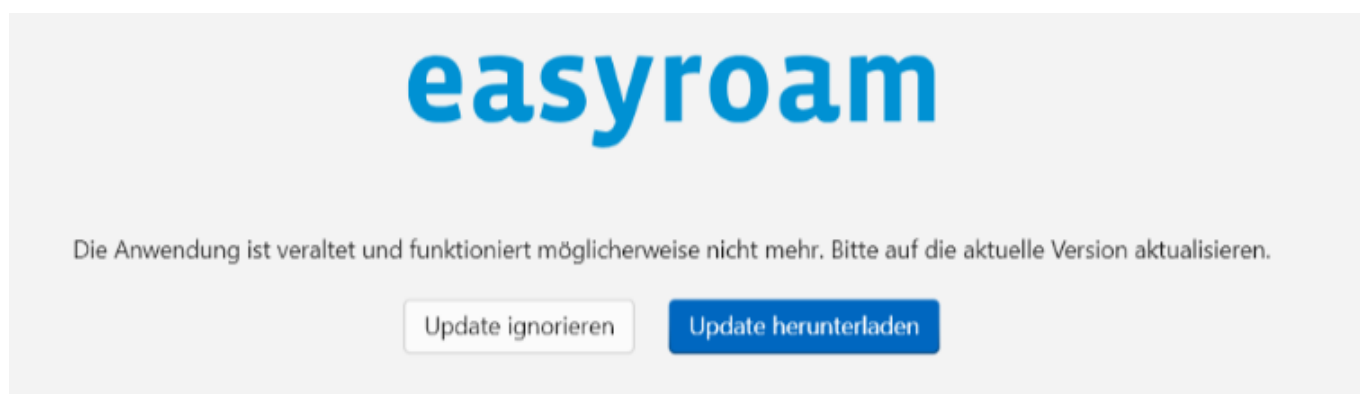 easyroam
Die Anwendung ist veraltet und funktioniert möglicherweise nicht mehr. Bitte auf die aktuelle Version aktualisieren.
Update ignorieren
Update herunterladen